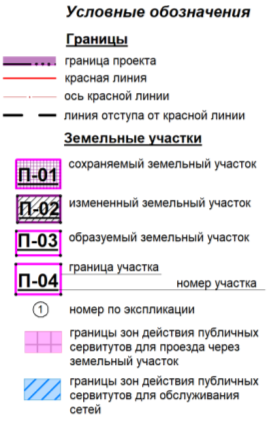 Условные обозначения
Границы
граница проекта
красная линия
ось красной линии
линия отступа от красной линии
Земельные участки
П-01 сохраняемый земельный участок
П-02 измененный земельный участок
П-03 образуемый земельный участок
П-04 граница участка
номер участка
1 номер по экспликации
границы зон действия публичных
сервитутов для проезда через
земельный участок
границы зон действия публичных
сервитутов для обслуживания
сетей